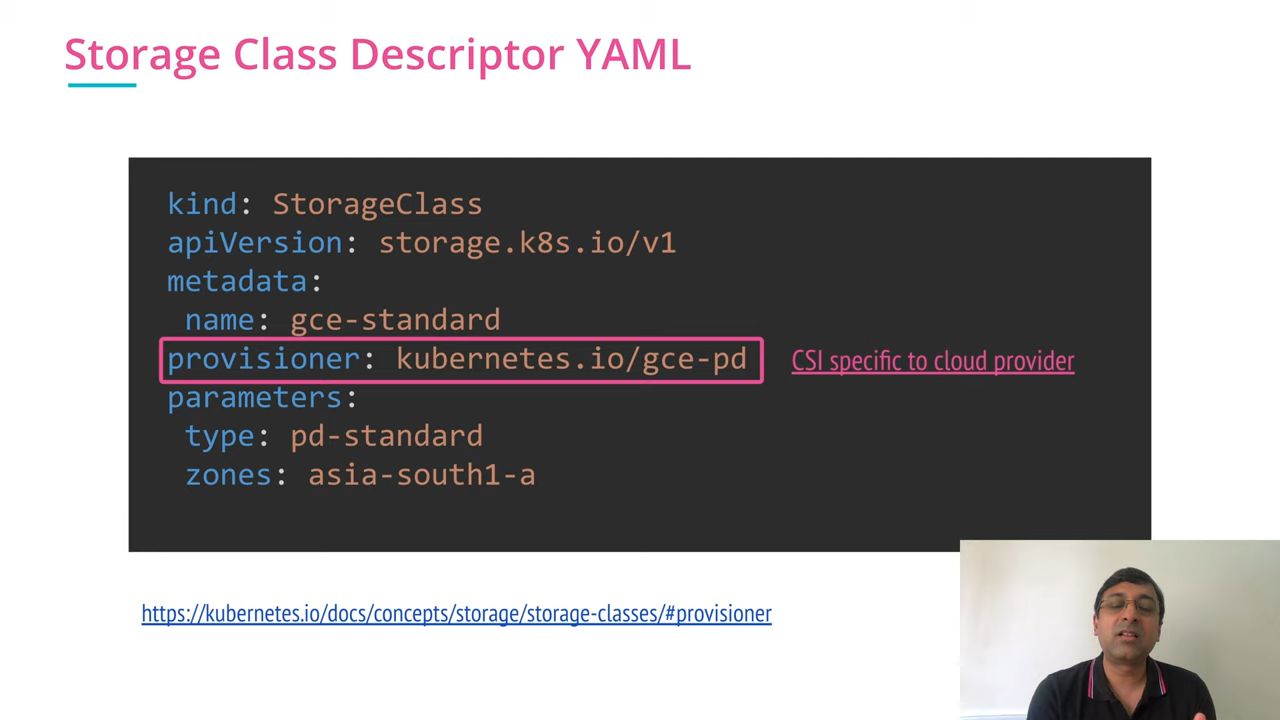 Storage Class Descriptor YAML
kind: StorageClass
apiVersion: storage.k8s.io/v1
metadata:
name: gce-standard
provisioner: kubernetes.io/gce-pd
CSI specific to cloud provider
parameters:
type: pd-standard
zones: asia-south1-a
https://kubernetes.io/docs/concepts/storage/storage-classes/#provisioner